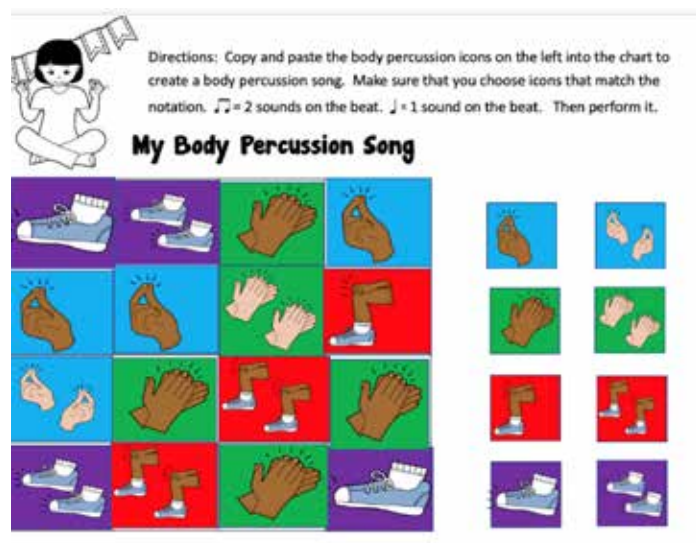 Directions:  Copy and paste the body percussion icons on the left into the chart to
create a body percussion song.  Make sure that you choose icons that match the
notation.  ♫= 2 sounds on the beat.  ♩ = 1 sound on the beat.  Then perform it.
My Body Percussion Song